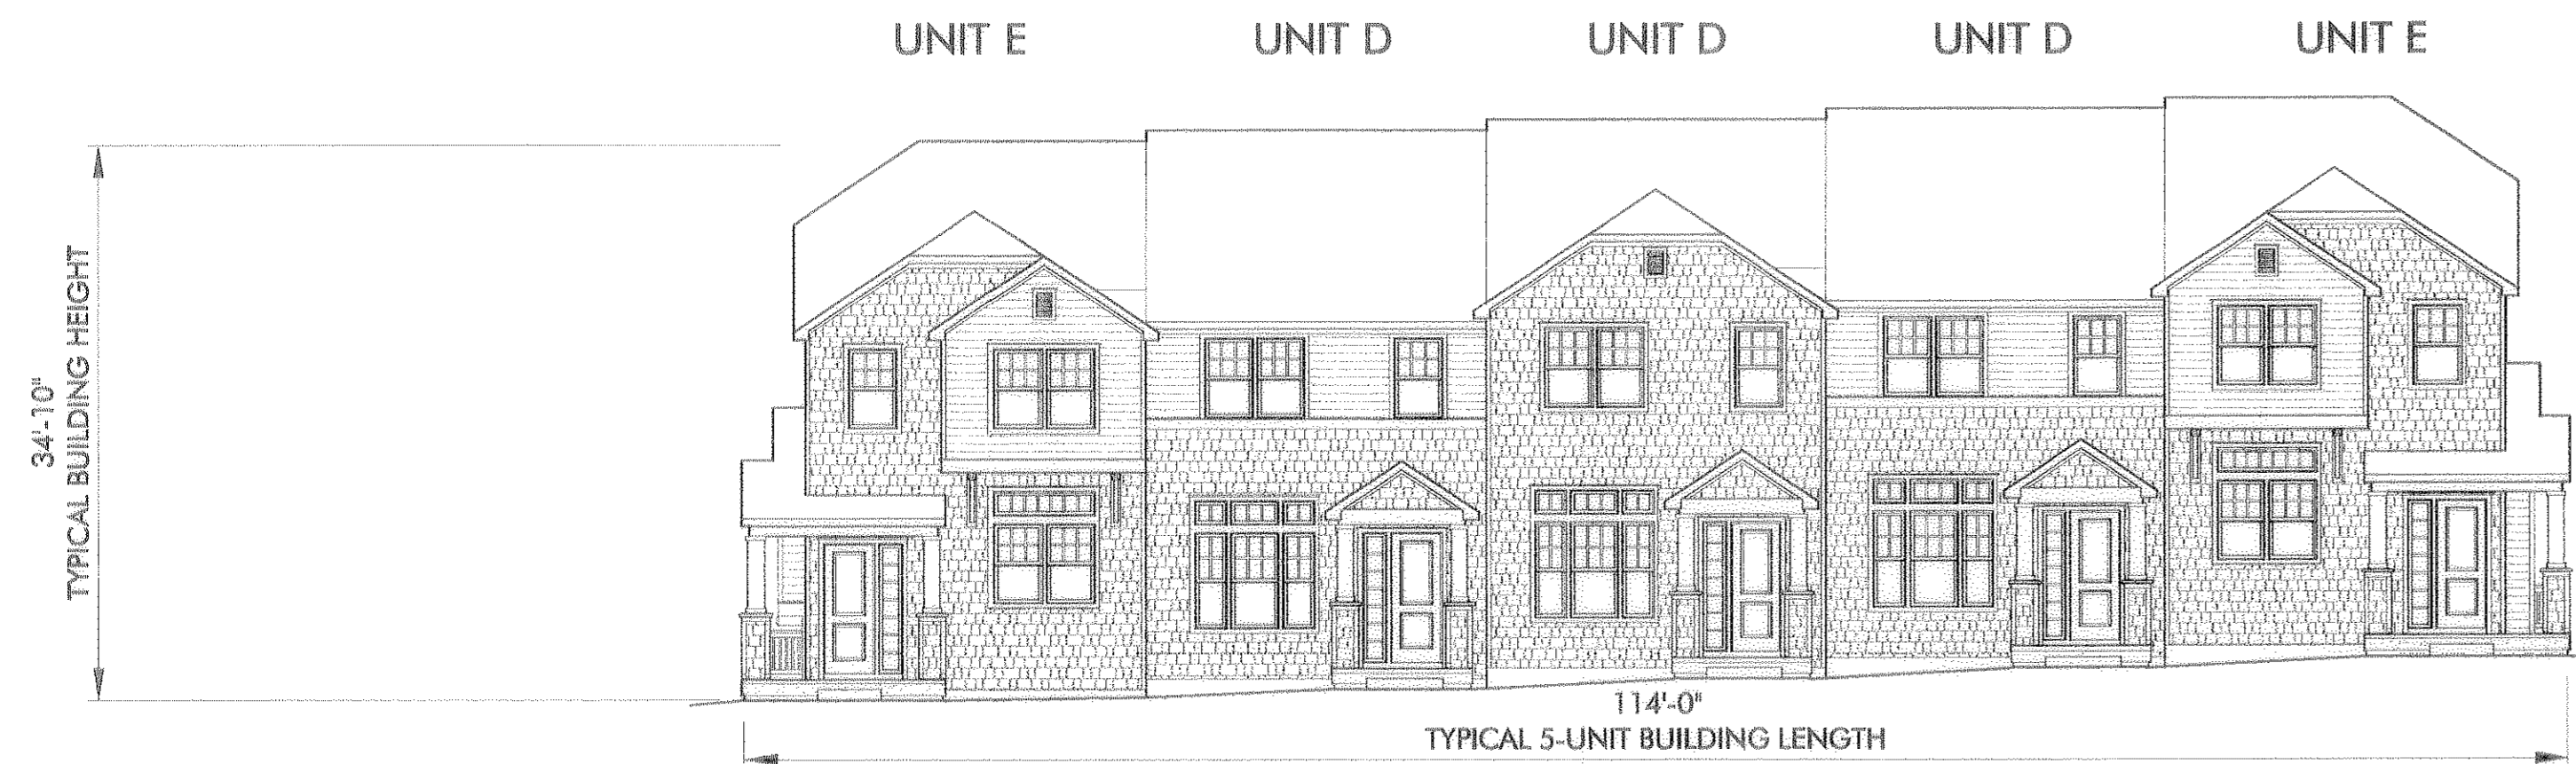 UNIT E
UNIT D
UNIT D
UNIT D
UNIT E
34'-10"
TYPICAL BUILDING HEIGHT
114'-0"
TYPICAL 5-UNIT BUILDING LENGTH